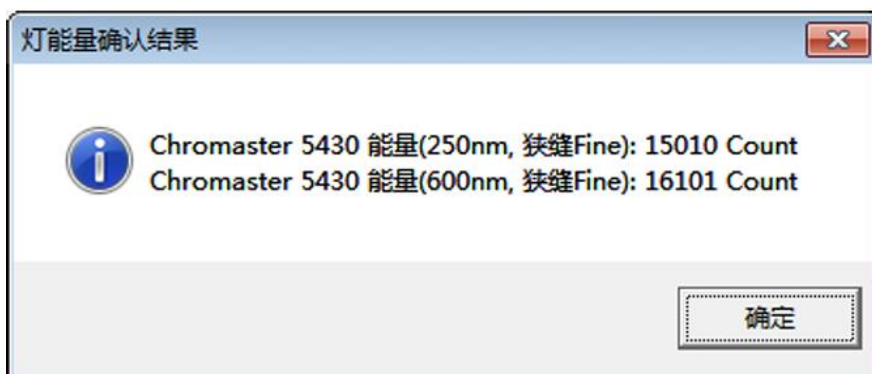 灯能量确认结果
Chromaster 5430 能量(250nm, 狭缝Fine): 15010 Count
Chromaster 5430 能量(600nm, 狭缝Fine): 16101 Count
确定